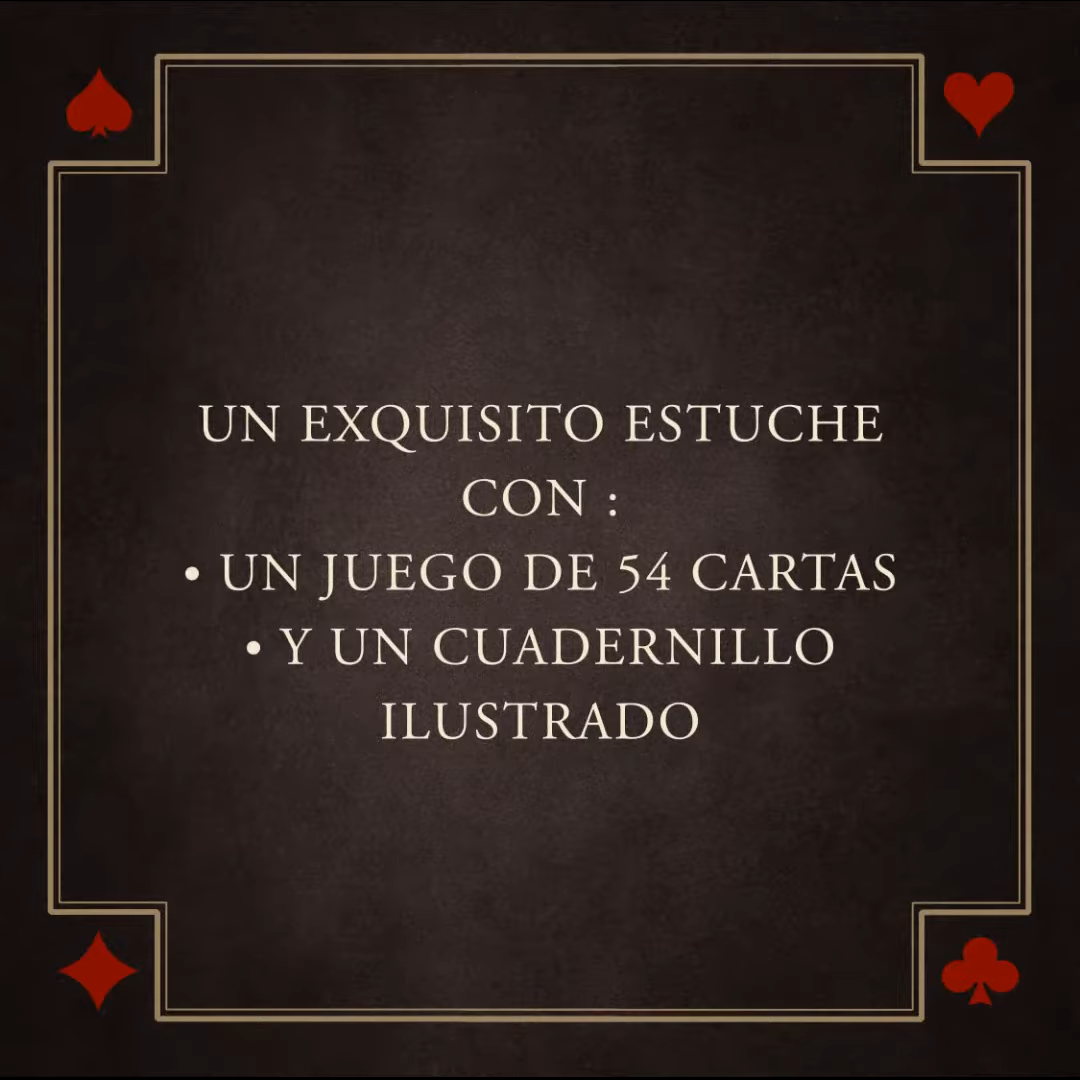 UN EXQUISITO ESTUCHE
CON :
• UN JUEGO DE 54 CARTAS
• Y UN CUADERNILLO
ILUSTRADO